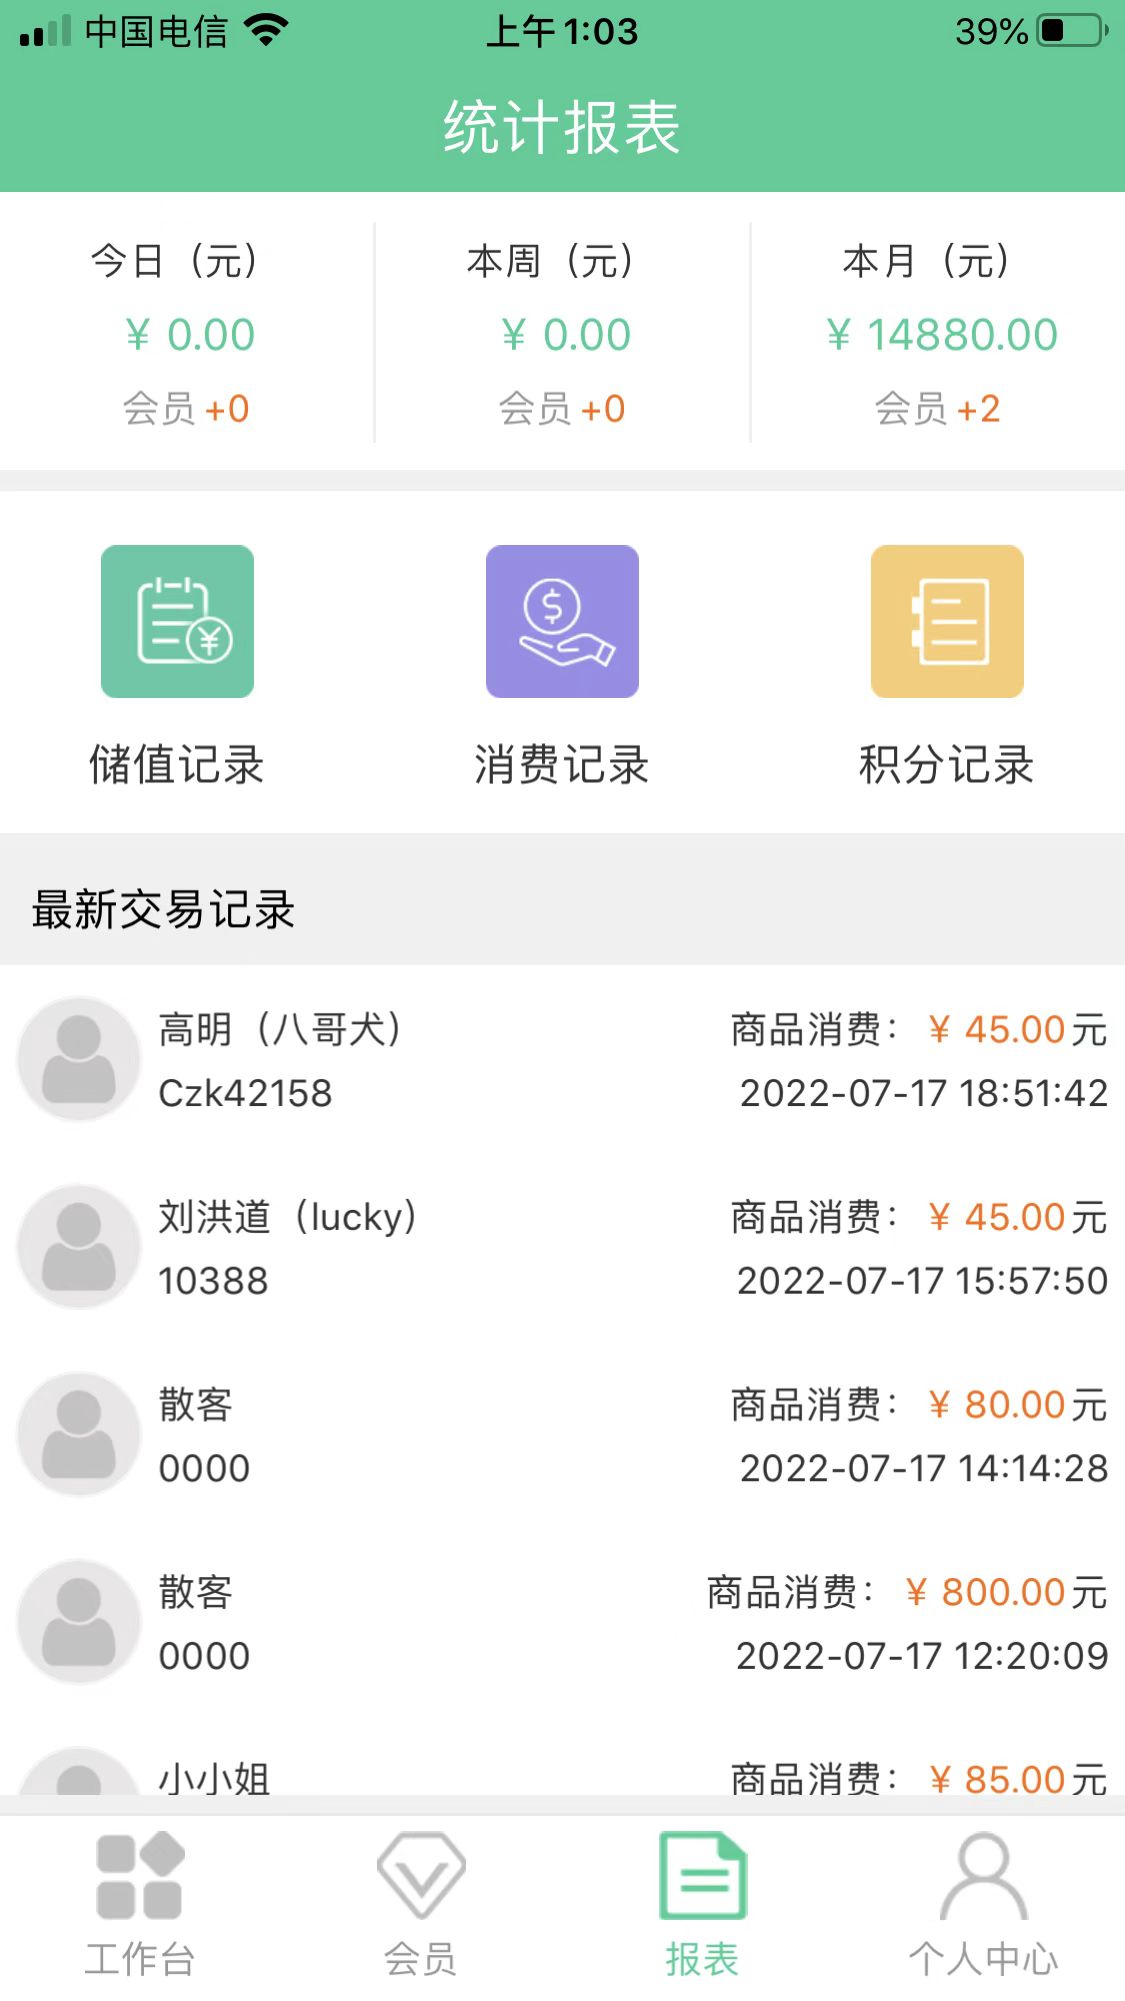 中国电信 上午1:03 39%
统计报表
今日（元） 本周（元） 本月（元）
¥ 0.00 ¥ 0.00 ¥ 14880.00
会员+0 会员+0 会员+2
储值记录 消费记录 积分记录
最新交易记录
高明（八哥犬） 商品消费： ¥ 45.00元
Czk42158 2022-07-17 18:51:42
刘洪道（lucky） 商品消费： ¥ 45.00元
10388 2022-07-17 15:57:50
散客 商品消费： ¥ 80.00元
0000 2022-07-17 14:14:28
散客 商品消费： ¥ 800.00元
0000 2022-07-17 12:20:09
小小姐 商品消费： ¥ 85.00元
工作台 会员 报表 个人中心